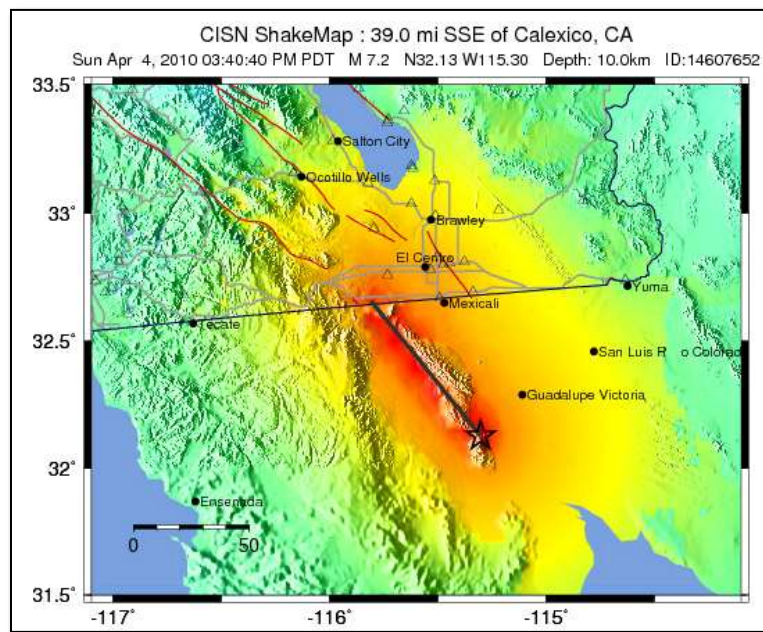 CISN ShakeMap : 39.0 mi SSE of Calexico, CA
Sun Apr 4, 2010 03:40:40 PM PDT M 7.2 N32.13 W115.30 Depth: 10.0km ID:14607652
33.5˚
Salton City
Ocotillo Wells
33˚
Brawley
El Centro
Yuma
Mexicali
Tecate
32.5˚
San Luis R o Colorad
Guadalupe Victoria
32˚
Ensenada
0 50
31.5˚
-117˚ -116˚ -115˚